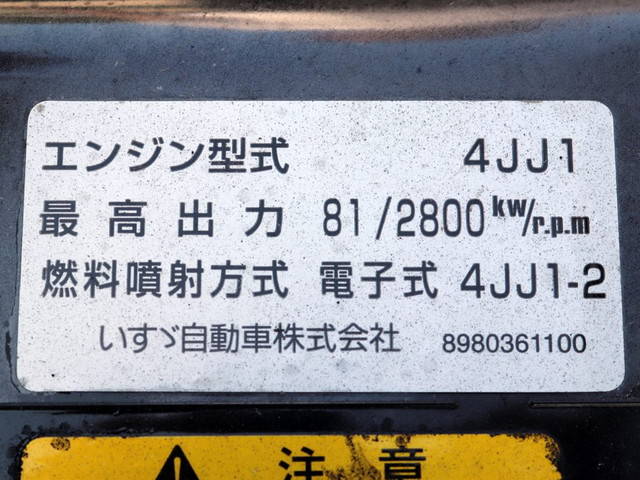 エンジン型式 4JJ1
最高出力 81/2800 kW/r.p.m
燃料噴射方式 電子式 4JJ1-2
いすゞ自動車株式会社 8980361100
注意